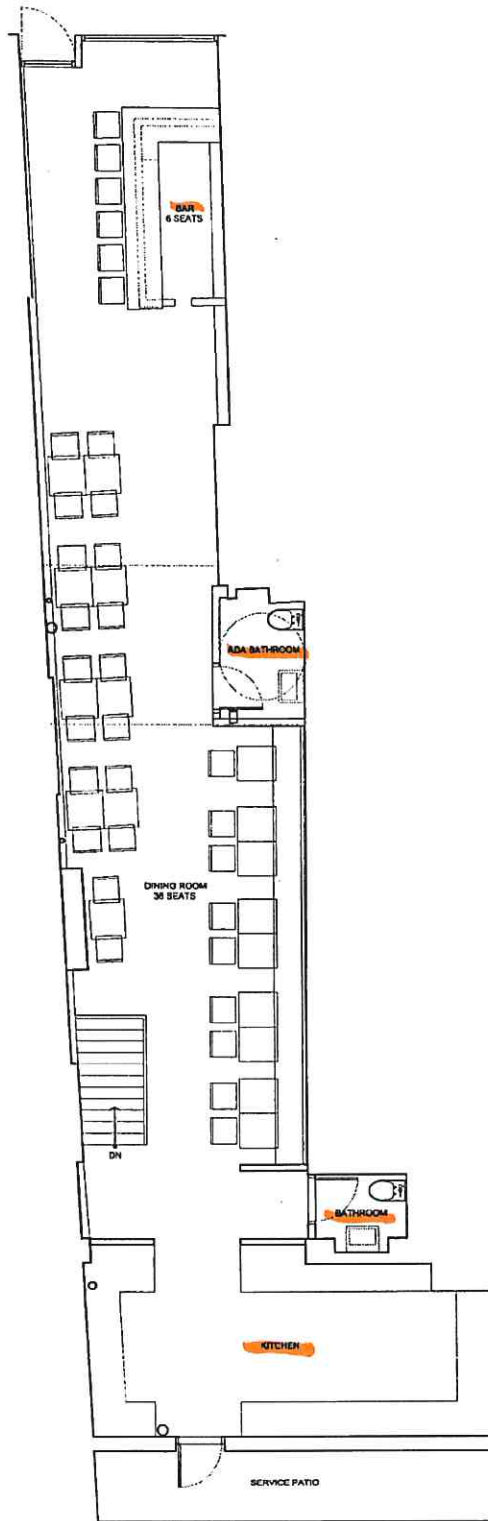 BAR
6 SEATS
ADA BATHROOM
DINING ROOM
36 SEATS
DN
BATHROOM
KITCHEN
SERVICE PATIO